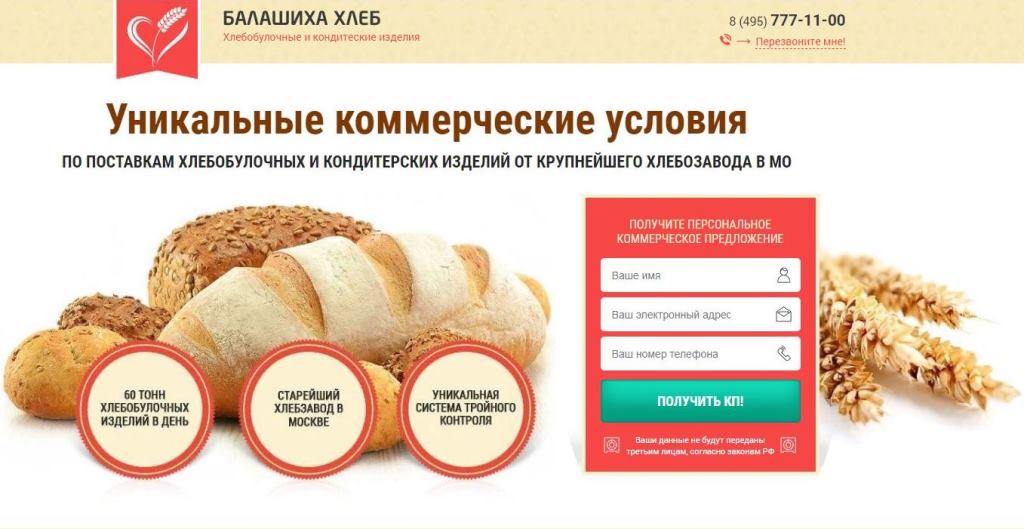 БАЛАШИХА ХЛЕБ
Хлебобулочные и кондитеские изделия
8 (495) 777-11-00
Перезвоните мне!
Уникальные коммерческие условия
ПО ПОСТАВКАМ ХЛЕБОБУЛОЧНЫХ И КОНДИТЕРСКИХ ИЗДЕЛИЙ ОТ КРУПНЕЙШЕГО ХЛЕБОЗАВОДА В МО
60 ТОНН
ХЛЕБОБУЛОЧНЫХ
ИЗДЕЛИЙ В ДЕНЬ
СТАРЕЙШИЙ
ХЛЕБЗАВОД В
МОСКВЕ
УНИКАЛЬНАЯ
СИСТЕМА ТРОЙНОГО
КОНТРОЛЯ
ПОЛУЧИТЕ ПЕРСОНАЛЬНОЕ
КОММЕРЧЕСКОЕ ПРЕДЛОЖЕНИЕ
Ваше имя
Ваш электронный адрес
Ваш номер телефона
ПОЛУЧИТЬ КП!
Ваши данные не будут переданы
третьим лицам, согласно законам РФ